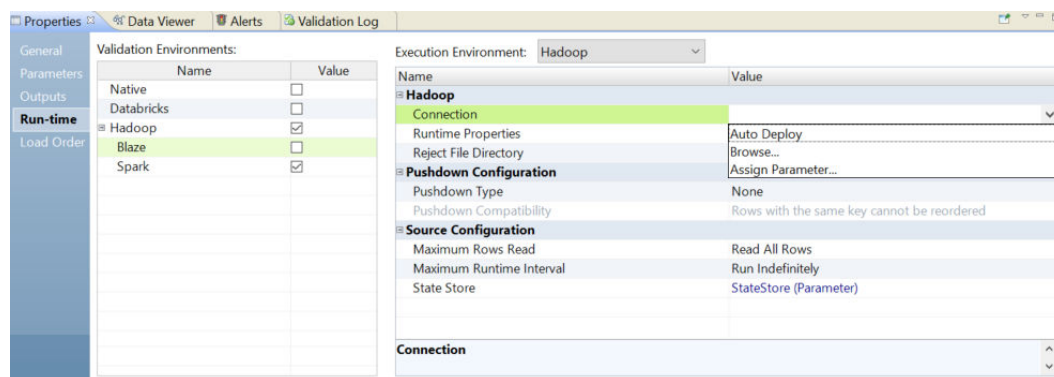 Properties Data Viewer Alerts Validation Log
General
Parameters
Outputs
Run-time
Load Order
Validation Environments:
Name Value
Native
Databricks
Hadoop
Blaze
Spark
Execution Environment: Hadoop
Name Value
Hadoop
Connection
Runtime Properties
Reject File Directory
Auto Deploy
Browse...
Assign Parameter...
Pushdown Configuration
Pushdown Type None
Pushdown Compatibility Rows with the same key cannot be reordered
Source Configuration
Maximum Rows Read Read All Rows
Maximum Runtime Interval Run Indefinitely
State Store StateStore (Parameter)
Connection